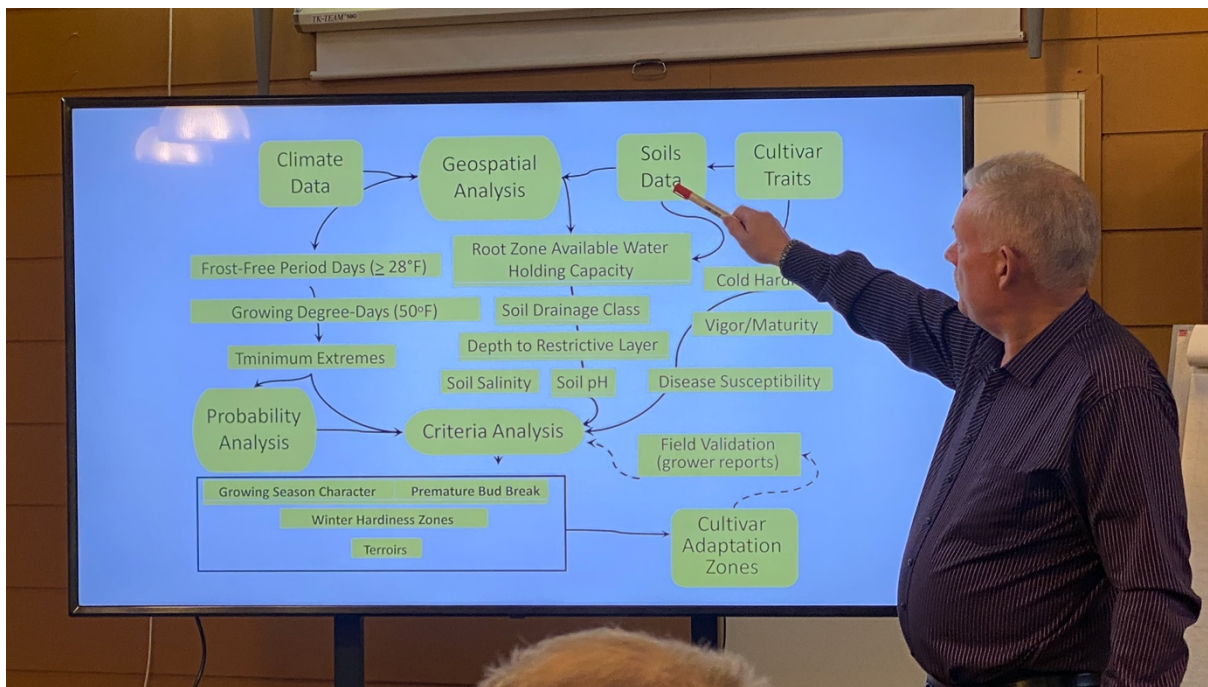 TK-TEAM
Climate
Data
Geospatial
Analysis
Soils
Data
Cultivar
Traits
Frost-Free Period Days (≥ 28°F)
Growing Degree-Days (50°F)
Tminimum Extremes
Root Zone Available Water
Holding Capacity
Soil Drainage Class
Depth to Restrictive Layer
Soil Salinity
Soil pH
Cold
Vigor/Maturity
Disease Susceptibility
Probability
Analysis
Criteria Analysis
Field Validation
(grower reports)
Growing Season Character
Premature Bud Break
Winter Hardiness Zones
Terroirs
Cultivar
Adaptation
Zones